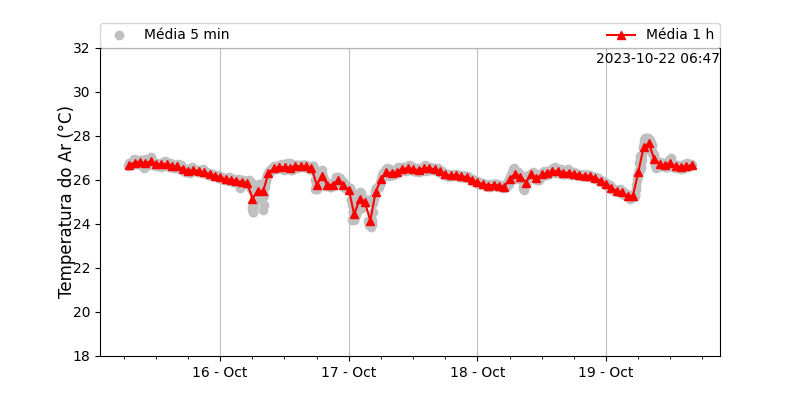 Média 5 min
Média 1 h
2023-10-22 06:47
Temperatura do Ar (°C)
32
30
28
26
24
22
20
18
16 - Oct
17 - Oct
18 - Oct
19 - Oct